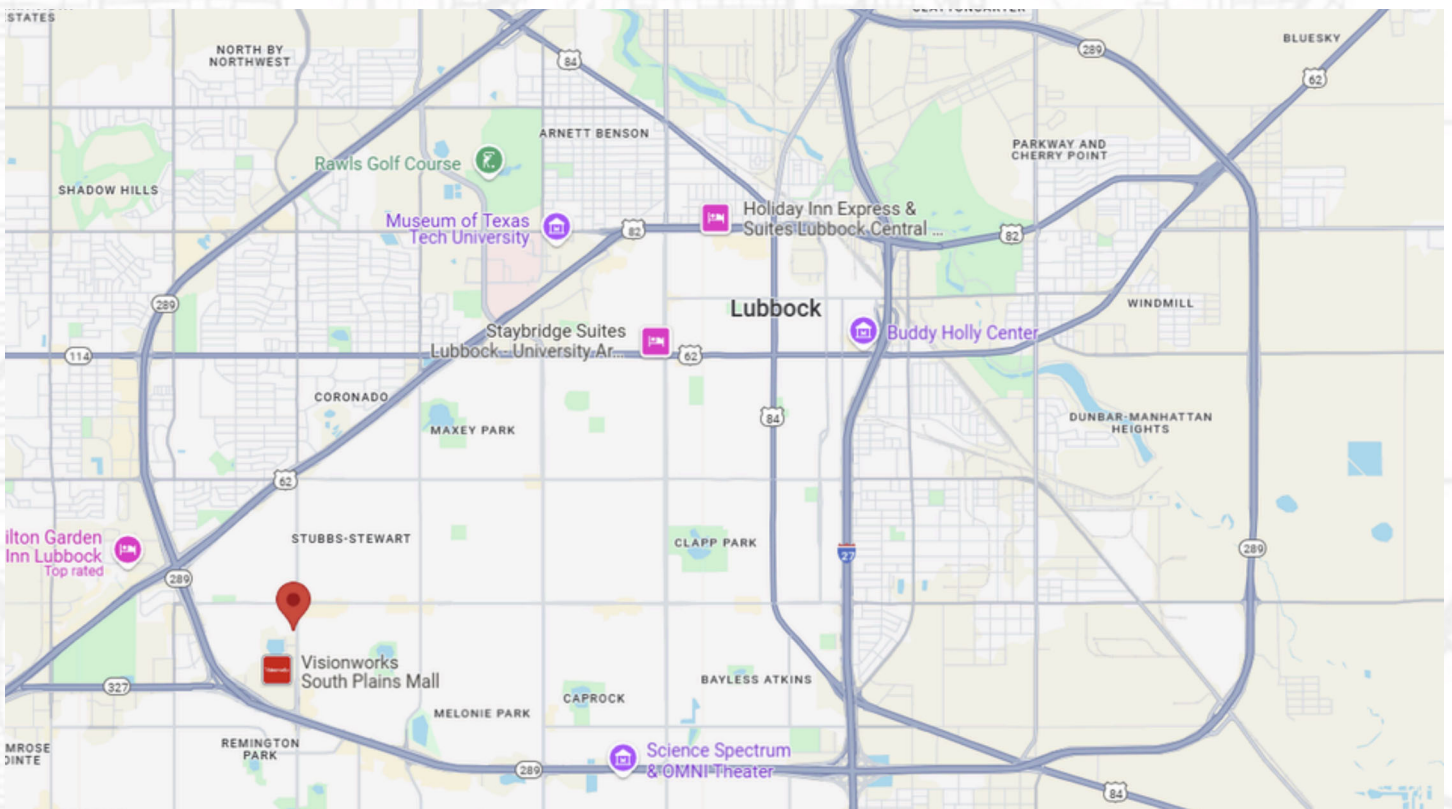 ESTATES
CLAYTONCARTER
NORTH BY
NORTHWEST
84
289
BLUESKY
62
ARNETT BENSON
PARKWAY AND
CHERRY POINT
Rawls Golf Course
SHADOW HILLS
Holiday Inn Express &
Suites Lubbock Central ...
Museum of Texas
Tech University
82
82
289
Lubbock
WINDMILL
Staybridge Suites
Lubbock - University Ar...
Buddy Holly Center
114
62
CORONADO
84
DUNBAR-MANHATTAN
HEIGHTS
MAXEY PARK
62
STUBBS-STEWART
CLAPP PARK
27
289
ilton Garden
Inn Lubbock
Top rated
289
Visionworks
South Plains Mall
327
BAYLESS ATKINS
CAPROCK
MELONIE PARK
REMINGTON
PARK
MROSE
OINTE
Science Spectrum
& OMNI Theater
289
84